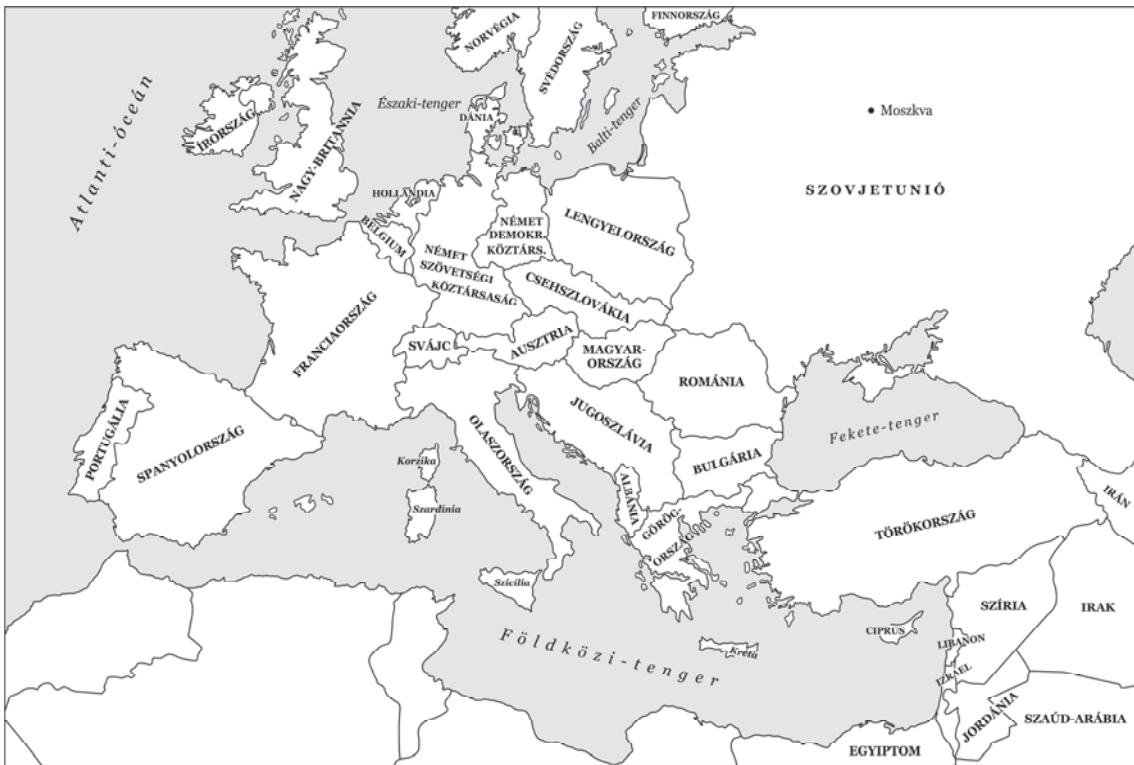 FINNORSZÁG
NORVÉGIA
SVÉDORSZÁG
Északi-tenger
DÁNIA
Balti-tenger
Moszkva
Atlanti-óceán
ÍRORSZÁG
NAGY-BRITANNIA
SZOVJETUNIÓ
HOLLANDIA
BELGIUM
NÉMET
DEMOKR.
KÖZTÁRS.
LENGYELORSZÁG
NÉMET
SZÖVETSÉGI
KÖZTÁRSASÁG
CSEHSZLOVÁKIA
FRANCIAORSZÁG
SVÁJC
AUSZTRIA
MAGYAR-
ORSZÁG
ROMÁNIA
PORTUGÁLIA
SPANYOLORSZÁG
OLASZORSZÁG
JUGOSZLÁVIA
Fekete-tenger
BULGÁRIA
Korzika
Szardínia
ALBÁNIA
GÖRÖG-
ORSZÁG
TÖRÖKORSZÁG
IRÁN
Szicília
SZÍRIA
IRAK
CIPRUS
LIBANON
Földközi-tenger
Kréta
IZRAEL
JORDÁNIA
SZAÚD-ARÁBIA
EGYIPTOM